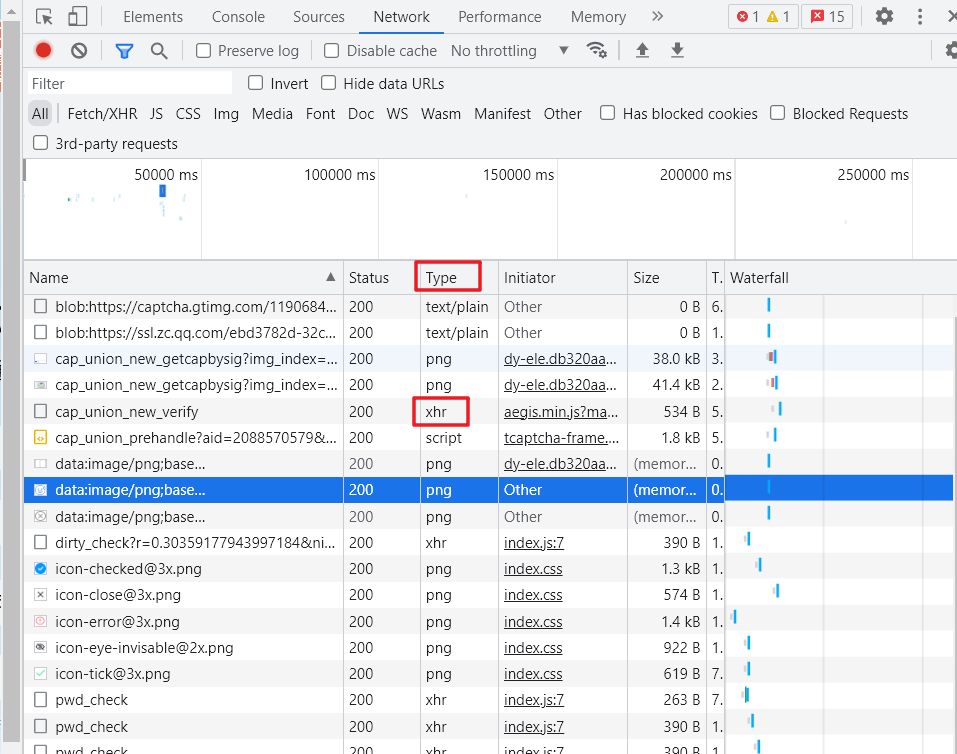 Elements Console Sources Network Performance Memory 1 1 15
Preserve log Disable cache No throttling
Filter Invert Hide data URLs
All Fetch/XHR JS CSS Img Media Font Doc WS Wasm Manifest Other Has blocked cookies Blocked Requests
3rd-party requests
50000 ms 100000 ms 150000 ms 200000 ms 250000 ms
Name Status Type Initiator Size T. Waterfall
blob:https://captcha.gtimg.com/1190684... 200 text/plain Other 0 B 6.
blob:https://ssl.zc.qq.com/ebd3782d-32c... 200 text/plain Other 0 B 1.
cap_union_new_getcapbysig?img_index=... 200 png dy-ele.db320aa... 38.0 kB 3.
cap_union_new_getcapbysig?img_index=... 200 png dy-ele.db320aa... 41.4 kB 2.
cap_union_new_verify 200 xhr aegis.min.js?ma... 534 B 5.
cap_union_prehandle?aid=2088570579&... 200 script tcaptcha-frame.... 1.8 kB 5.
data:image/png;base... 200 png dy-ele.db320aa... (memor... 0.
data:image/png;base... 200 png Other (memor... 0.
data:image/png;base... 200 png Other (memor... 0.
dirty_check?r=0.30359177943997184&ni... 200 xhr index.js:7 390 B 1.
icon-checked@3x.png 200 png index.css 1.3 kB 1.
icon-close@3x.png 200 png index.css 574 B 1.
icon-error@3x.png 200 png index.css 1.4 kB 1.
icon-eye-invisable@2x.png 200 png index.css 922 B 1.
icon-tick@3x.png 200 png index.css 619 B 7.
pwd_check 200 xhr index.js:7 263 B 7.
pwd_check 200 xhr index.js:7 390 B 1.
pwd_check 200 xhr index.js:7 390 B 1.